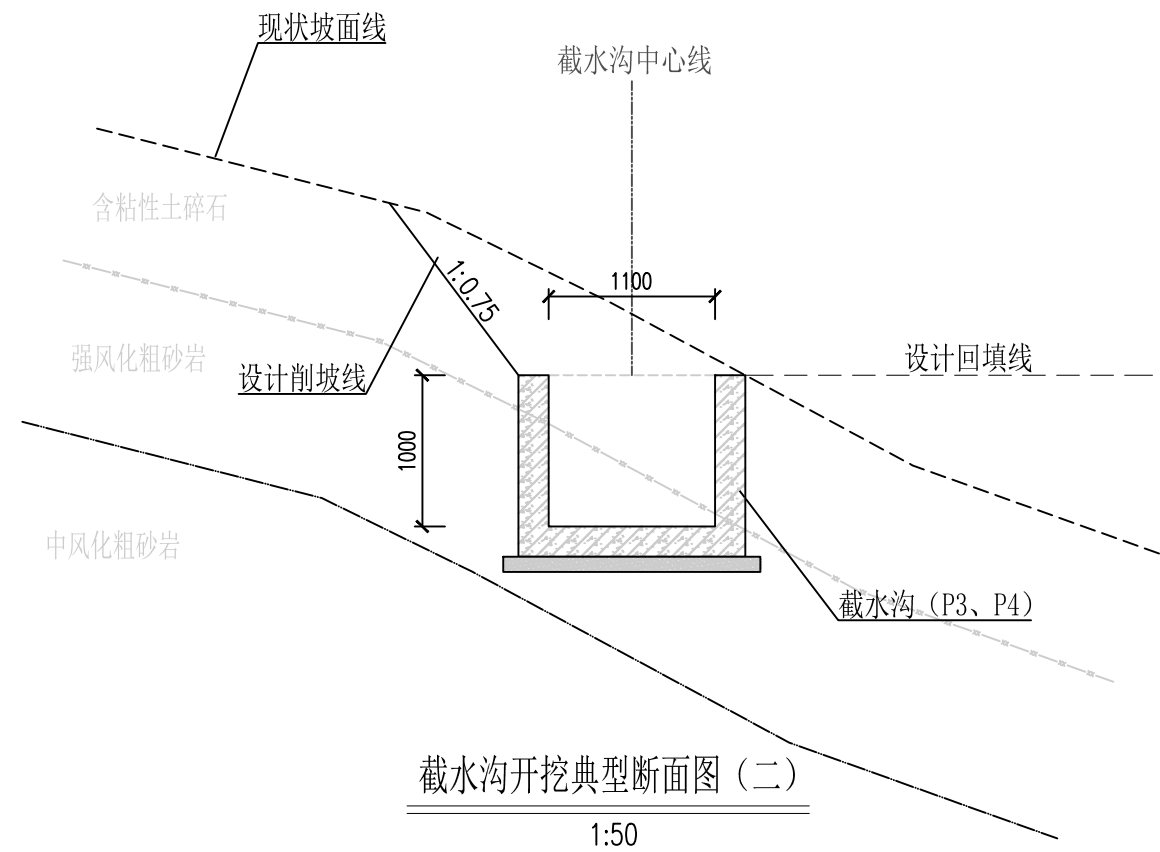 现状坡面线
截水沟中心线
含粘性土碎石
1:0.75
1100
强风化粗砂岩
设计削坡线
设计回填线
1000
中风化粗砂岩
截水沟（P3、P4）
截水沟开挖典型断面图（二）
1:50